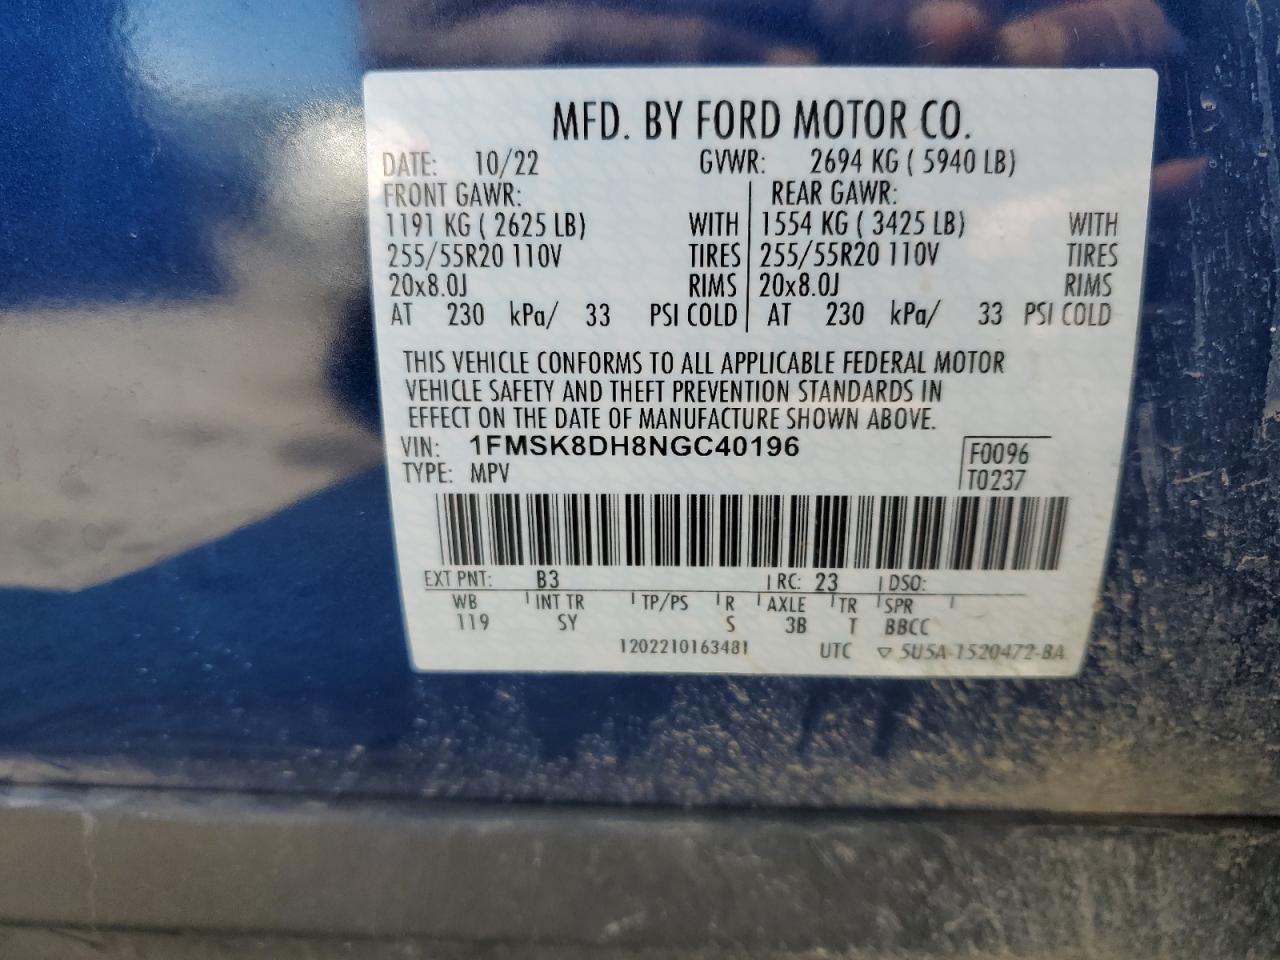 MFD. BY FORD MOTOR CO.
DATE: 10/22 GVWR: 2694 KG ( 5940 LB)
FRONT GAWR: REAR GAWR:
1191 KG ( 2625 LB) WITH 1554 KG ( 3425 LB) WITH
255/55R20 110V TIRES 255/55R20 110V TIRES
20x8.0J RIMS 20x8.0J RIMS
AT 230 kPa/ 33 PSI COLD AT 230 kPa/ 33 PSI COLD
THIS VEHICLE CONFORMS TO ALL APPLICABLE FEDERAL MOTOR
VEHICLE SAFETY AND THEFT PREVENTION STANDARDS IN
EFFECT ON THE DATE OF MANUFACTURE SHOWN ABOVE.
VIN: 1FMSK8DH8NGC40196 F0096
TYPE: MPV T0237
EXT PNT: B3 RC: 23 DSO:
WB INT TR TP/PS R AXLE TR SPR
119 SY S 3B T BBCC
1202210163481 UTC ▽ 5U5A-1520472-BA